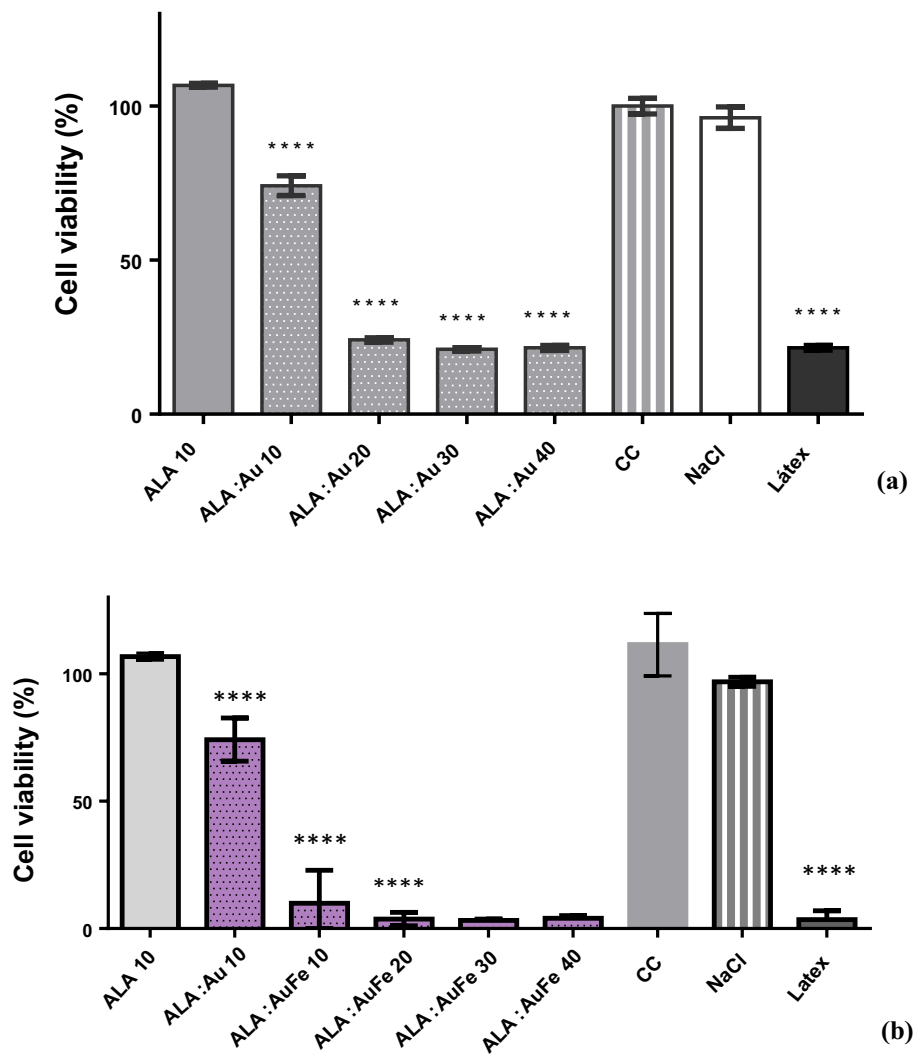 Cell viability (%)
100
50
0
****
****
****
****
****
ALA 10
ALA :Au 10
ALA : Au 20
ALA : Au 30
ALA : Au 40
CC
NaCl
Látex
(a)
Cell viability (%)
100
50
0
****
****
****
****
ALA 10
ALA :Au 10
ALA : AuFe 10
ALA : AuFe 20
ALA : AuFe 30
ALA : AuFe 40
CC
NaCl
Latex
(b)